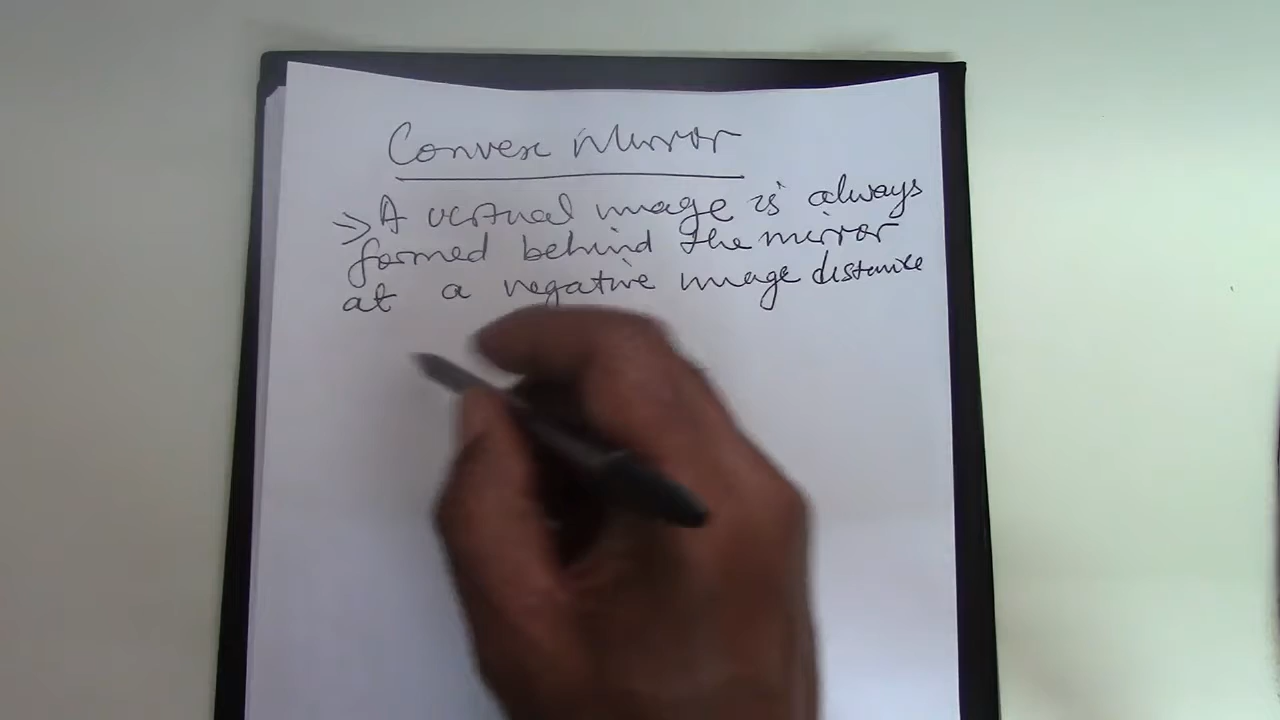 Convex Mirror
=> A virtual image is always
formed behind the mirror
at a negative image distance